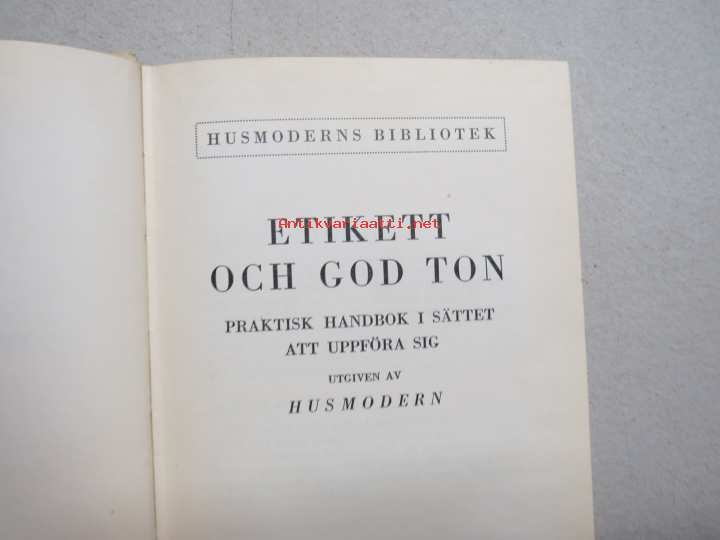 HUSMODERNS BIBLIOTEK
ETIKETT
Antikvariaatti.net
OCH GOD TON
PRAKTISK HANDBOK I SÄTTET
ATT UPPFÖRA SIG
UTGIVEN AV
HUSMODERN